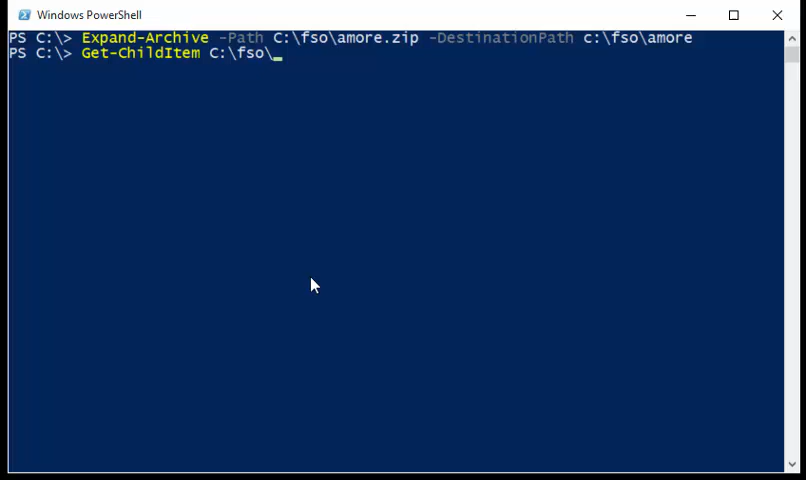 Windows PowerShell
PS C:\> Expand-Archive -Path C:\fso\amore.zip -DestinationPath c:\fso\amore
PS C:\> Get-ChildItem C:\fso\